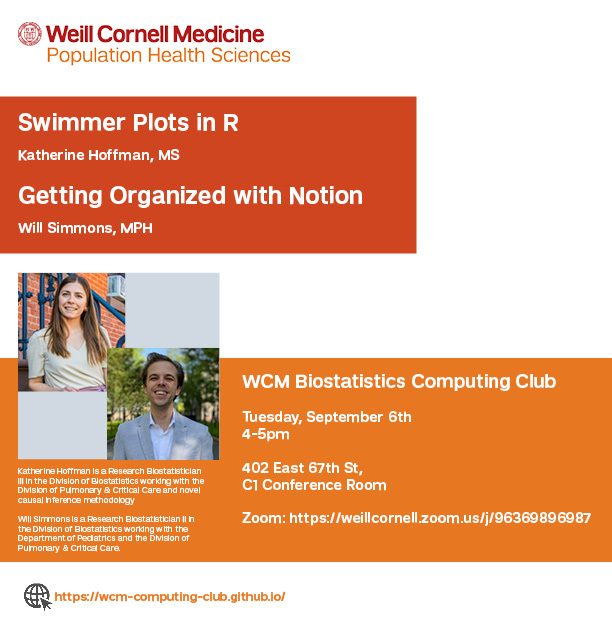 Weill Cornell Medicine
Population Health Sciences
Swimmer Plots in R
Katherine Hoffman, MS
Getting Organized with Notion
Will Simmons, MPH
Katherine Hoffman is a Research Biostatistician
III in the Division of Biostatistics working with the
Division of Pulmonary & Critical Care and novel
causal inference methodology
Will Simmons is a Research Biostatistician II in
the Division of Biostatistics working with the
Department of Pediatrics and the Division of
Pulmonary & Critical Care.
WCM Biostatistics Computing Club
Tuesday, September 6th
4-5pm
402 East 67th St,
C1 Conference Room
Zoom: https://weillcornell.zoom.us/j/96369896987
https://wcm-computing-club.github.io/